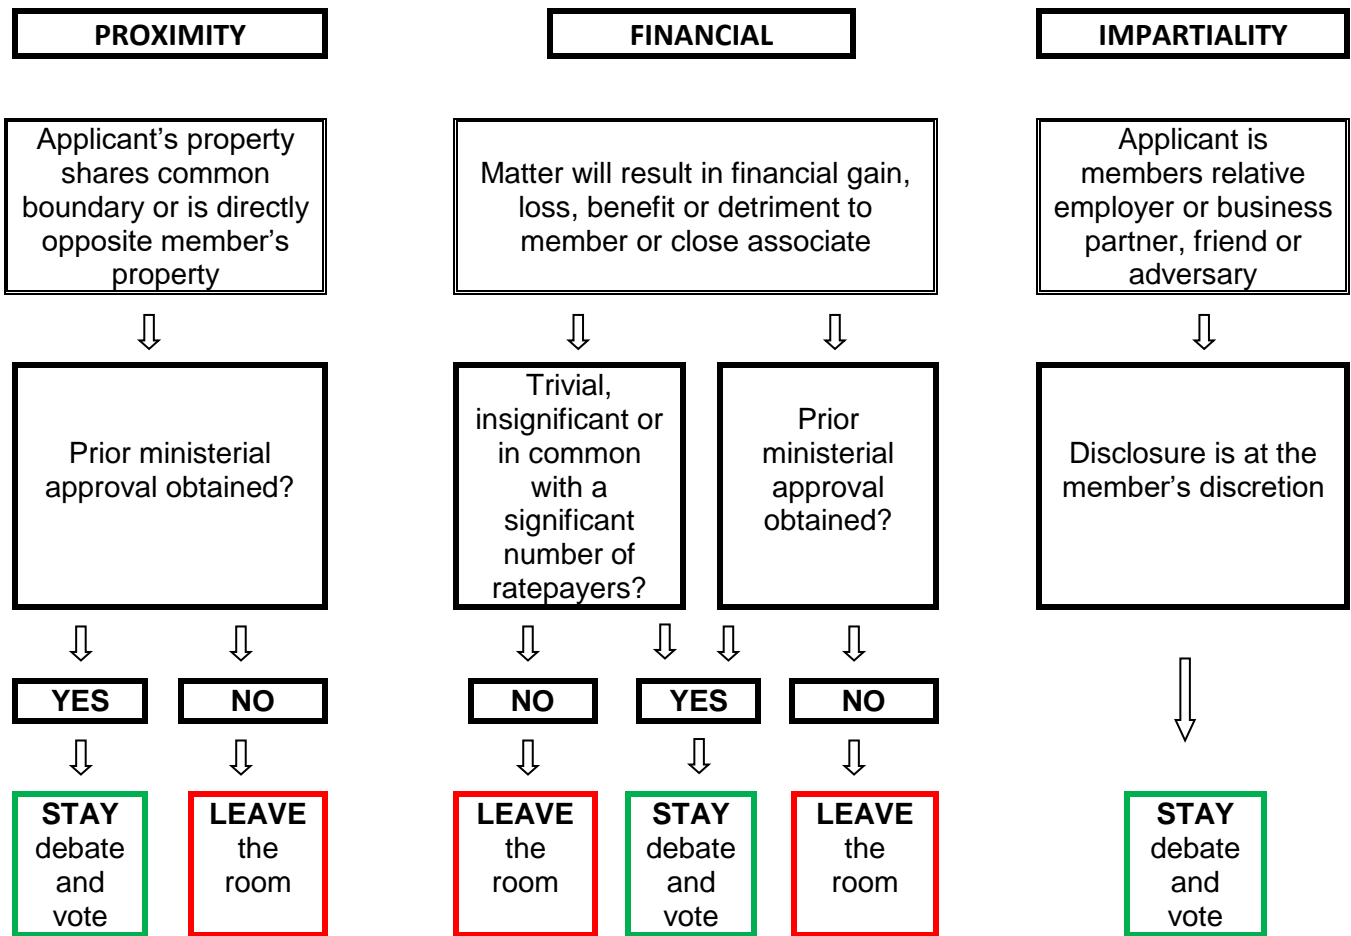 PROXIMITY
FINANCIAL
IMPARTIALITY
Applicant’s property
shares common
boundary or is directly
opposite member’s
property
Matter will result in financial gain,
loss, benefit or detriment to
member or close associate
Applicant is
members relative
employer or business
partner, friend or
adversary
Prior ministerial
approval obtained?
Trivial,
insignificant or
in common
with a
significant
number of
ratepayers?
Prior
ministerial
approval
obtained?
Disclosure is at the
member’s discretion
YES
NO
NO
YES
NO
STAY
debate
and
vote
LEAVE
the
room
LEAVE
the
room
STAY
debate
and
vote
LEAVE
the
room
STAY
debate
and
vote